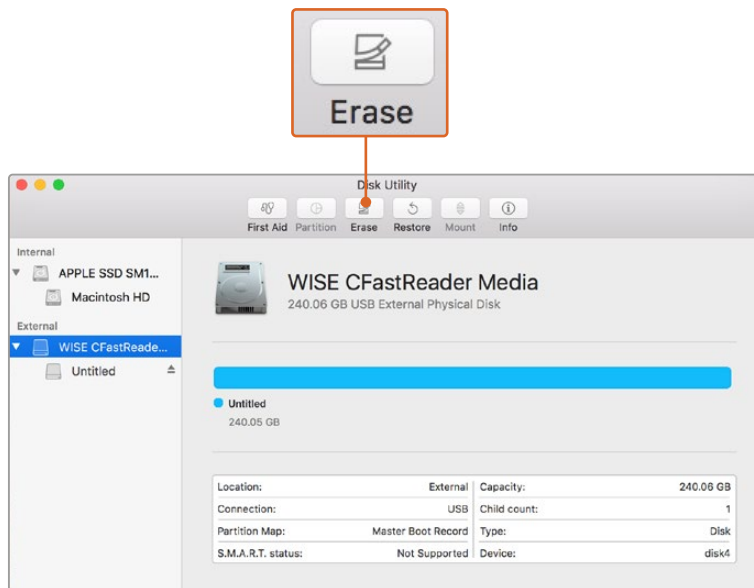 Erase
Disk Utility
First Aid Partition Erase Restore Mount Info
Internal
APPLE SSD SM1...
Macintosh HD
External
WISE CFastReade...
Untitled
WISE CFastReader Media
240.06 GB USB External Physical Disk
Untitled
240.05 GB
Location: External Capacity: 240.06 GB
Connection: USB Child count: 1
Partition Map: Master Boot Record Type: Disk
S.M.A.R.T. status: Not Supported Device: disk4